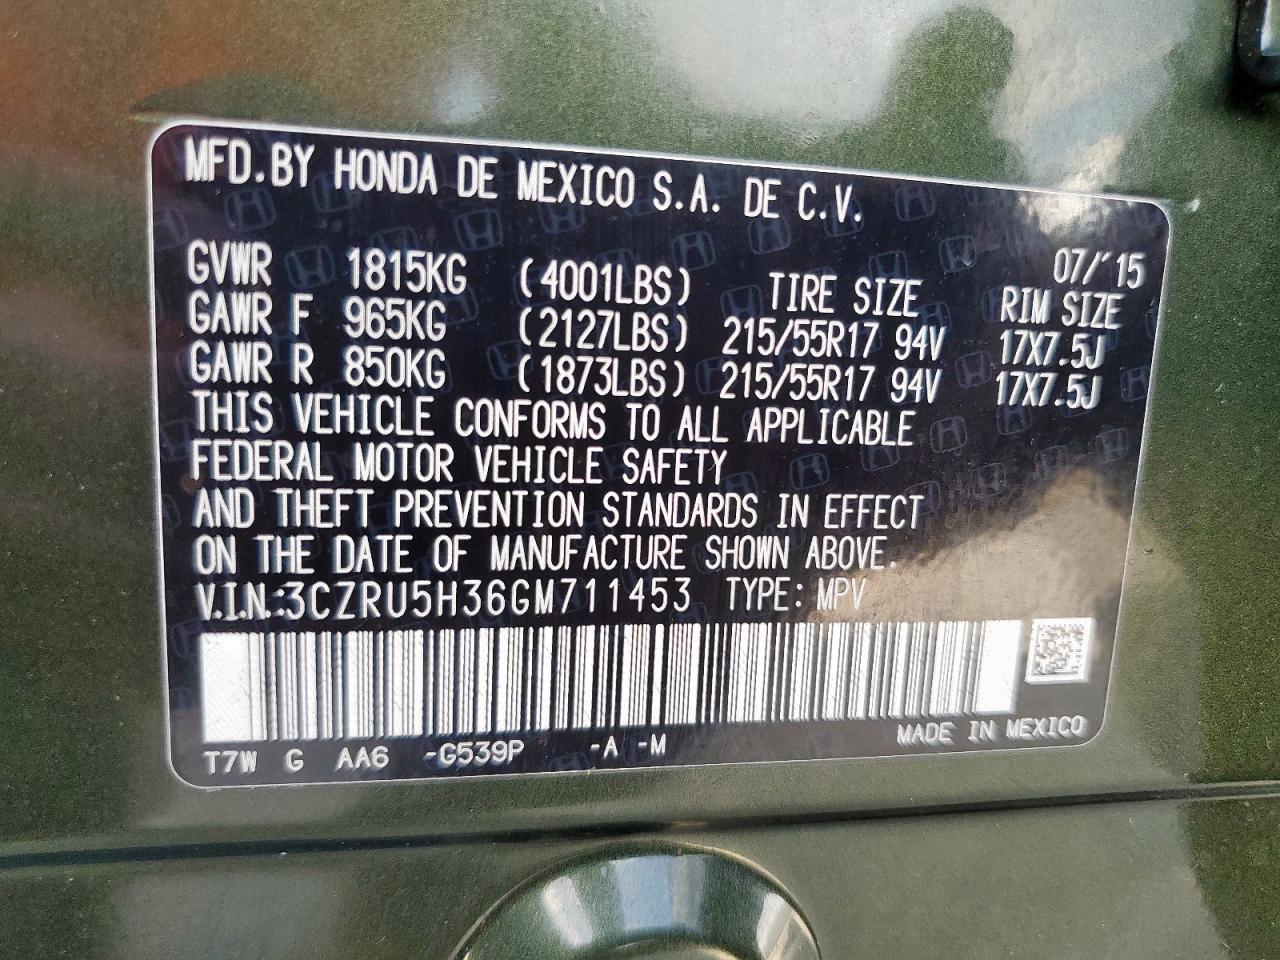 MFD.BY HONDA DE MEXICO S.A. DE C.V.
07/'15
GVWR 1815KG (4001LBS) TIRE SIZE RIM SIZE
GAWR F 965KG (2127LBS) 215/55R17 94V 17X7.5J
GAWR R 850KG (1873LBS) 215/55R17 94V 17X7.5J
THIS VEHICLE CONFORMS TO ALL APPLICABLE
FEDERAL MOTOR VEHICLE SAFETY
AND THEFT PREVENTION STANDARDS IN EFFECT
ON THE DATE OF MANUFACTURE SHOWN ABOVE.
V.I.N.:3CZRU5H36GM711453 TYPE: MPV
T7W G AA6 -G539P -A -M MADE IN MEXICO